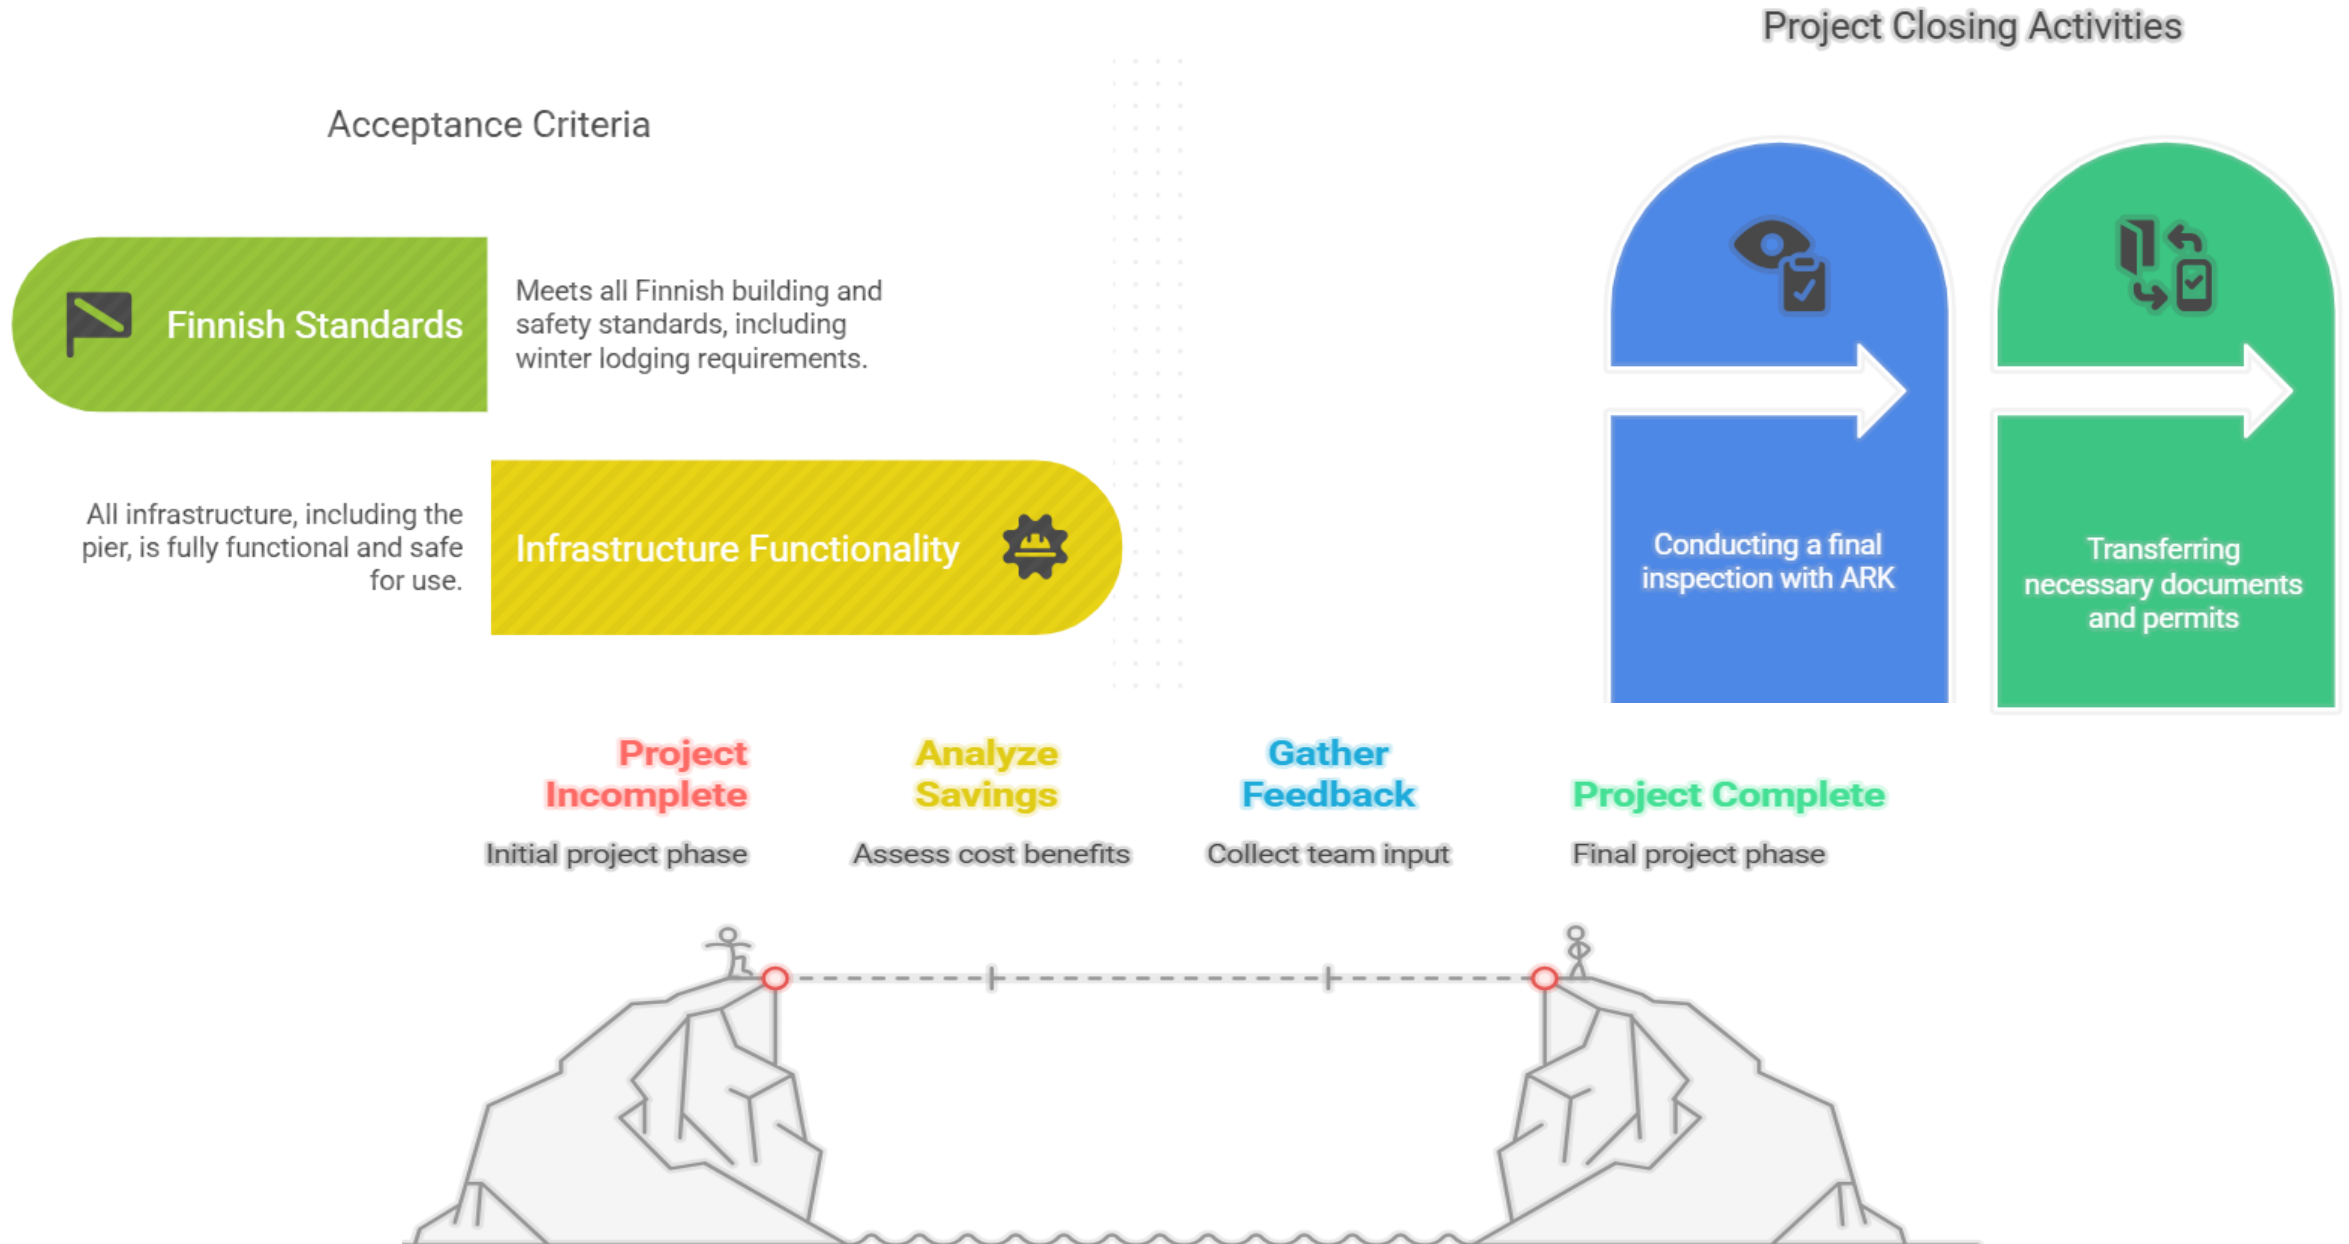 Project Closing Activities
Acceptance Criteria
Finnish Standards
Meets all Finnish building and
safety standards, including
winter lodging requirements.
All infrastructure, including the
pier, is fully functional and safe
for use.
Infrastructure Functionality
Conducting a final
inspection with ARK
Transferring
necessary documents
and permits
Project
Incomplete
Initial project phase
Analyze
Savings
Assess cost benefits
Gather
Feedback
Collect team input
Project Complete
Final project phase